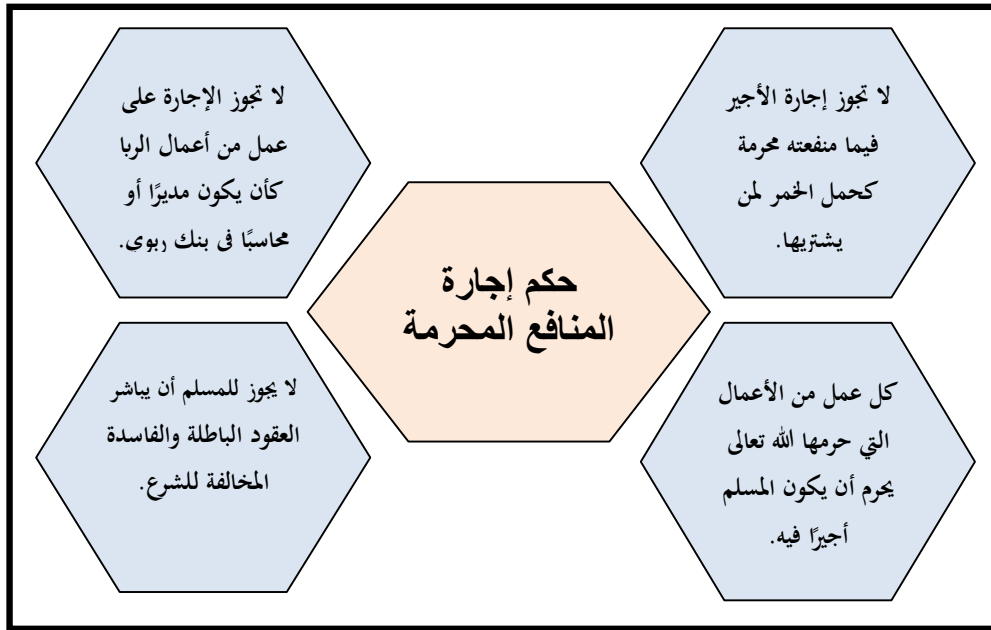 حكم إجارة
المنافع المحرمة
لا تجوز إجارة الأجير
فيما منفعته محرمة
كحمل الخمر لمن
يشتريها.
لا تجوز الإجارة على
عمل من أعمال الربا
كأن يكون مديرًا أو
محاسبًا في بنك ربوي.
كل عمل من الأعمال
التي حرمها الله تعالى
يحرم أن يكون المسلم
أجيرًا فيه.
لا يجوز للمسلم أن يباشر
العقود الباطلة والفاسدة
المخالفة للشرع.